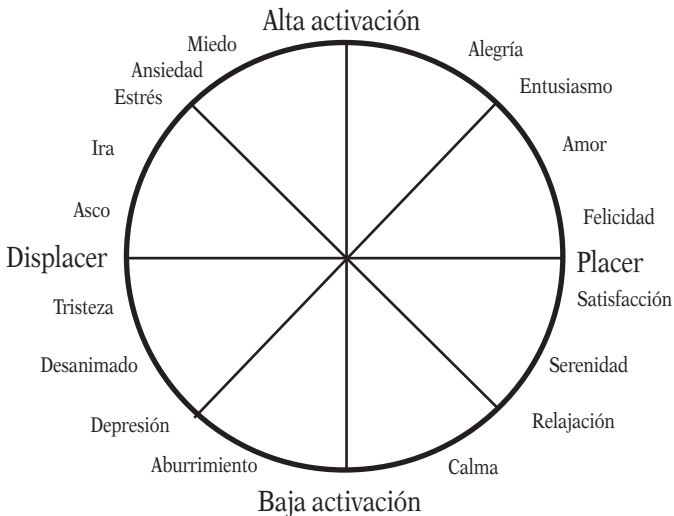 Alta activación
Miedo
Alegría
Ansiedad
Entusiasmo
Estrés
Ira
Amor
Asco
Felicidad
Displacer
Placer
Satisfacción
Tristeza
Desanimado
Serenidad
Depresión
Relajación
Aburrimiento
Calma
Baja activación